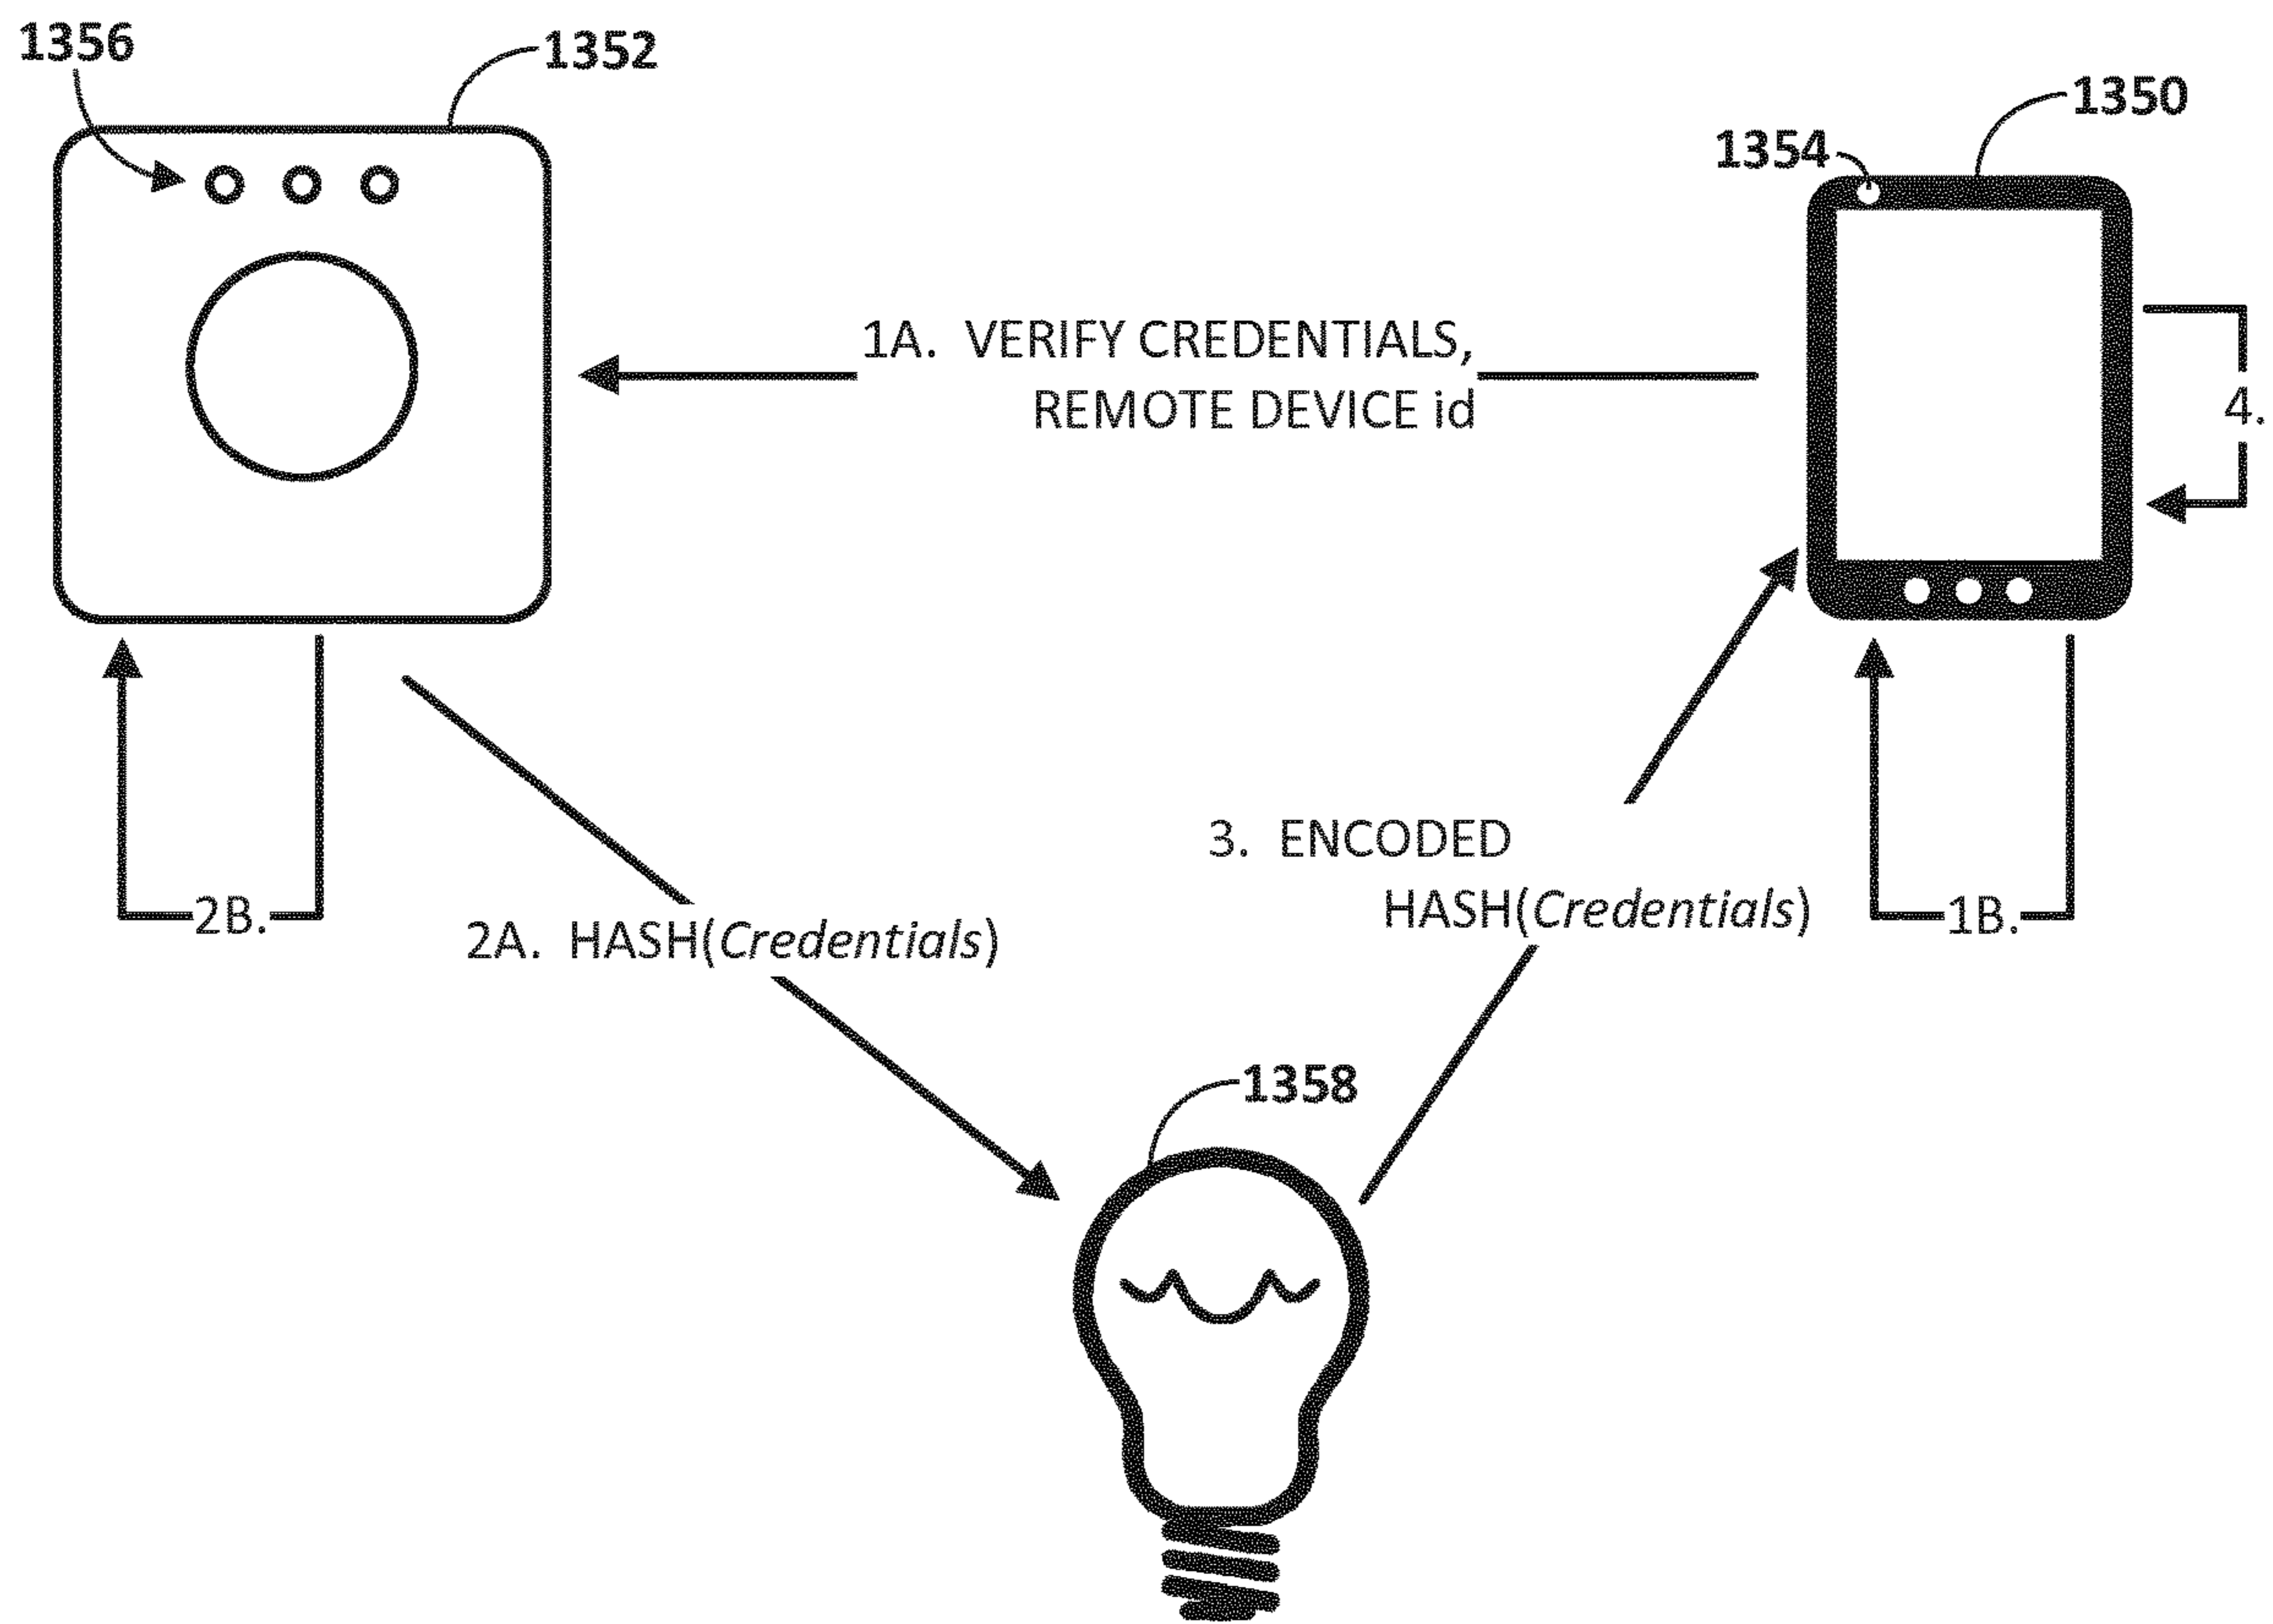 1356
1352
1350
1354
1A. VERIFY CREDENTIALS,
REMOTE DEVICE id
4.
3. ENCODED
HASH(Credentials)
2B.
1B.
2A. HASH(Credentials)
1358